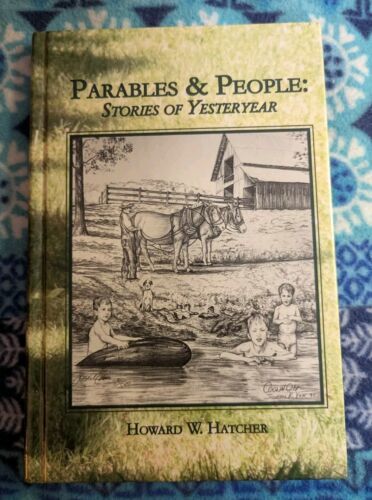 PARABLES & PEOPLE:
STORIES OF YESTERYEAR
HOWARD W. HATCHER